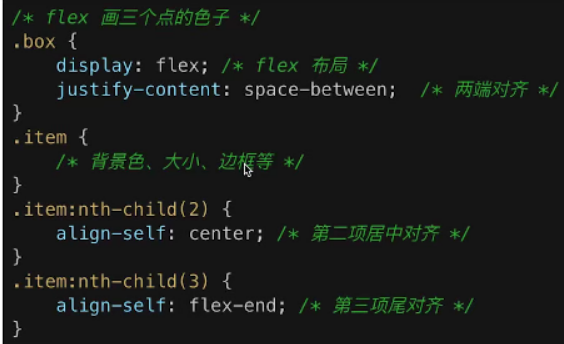 /* flex 画三个点的色子 */
.box {
    display: flex; /* flex 布局 */
    justify-content: space-between;  /* 两端对齐 */
}
.item {
    /* 背景色、大小、边框等 */
}
.item:nth-child(2) {
    align-self: center; /* 第二项居中对齐 */
}
.item:nth-child(3) {
    align-self: flex-end; /* 第三项尾对齐 */
}